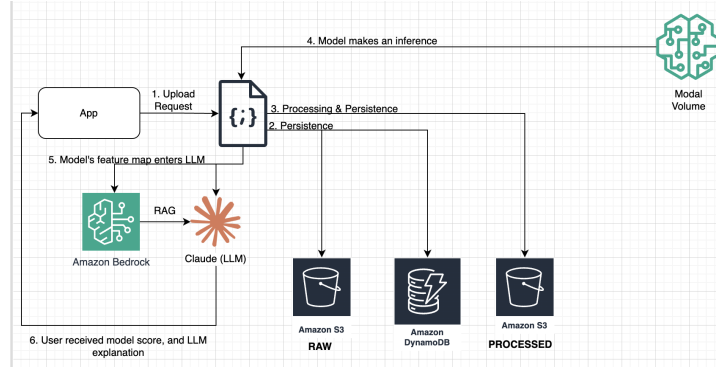 4. Model makes an inference
Modal
Volume
App
1. Upload
Request
{;}
3. Processing & Persistence
2. Persistence
5. Model's feature map enters LLM
RAG
Amazon Bedrock
Claude (LLM)
Amazon S3
RAW
Amazon
DynamoDB
Amazon S3
PROCESSED
6. User received model score, and LLM
explanation